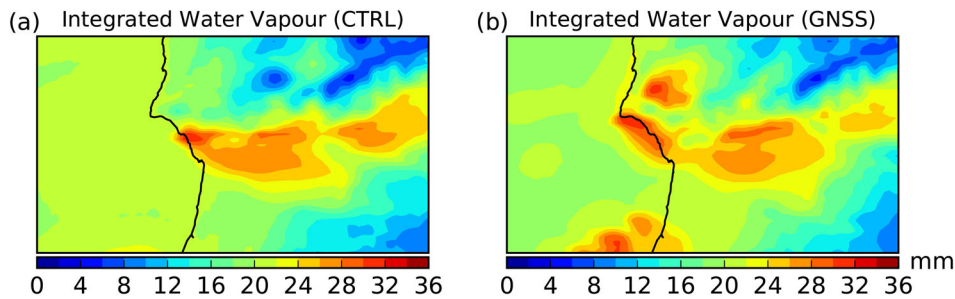 (a) Integrated Water Vapour (CTRL)
(b) Integrated Water Vapour (GNSS)
0 4 8 12 16 20 24 28 32 36
0 4 8 12 16 20 24 28 32 36 mm